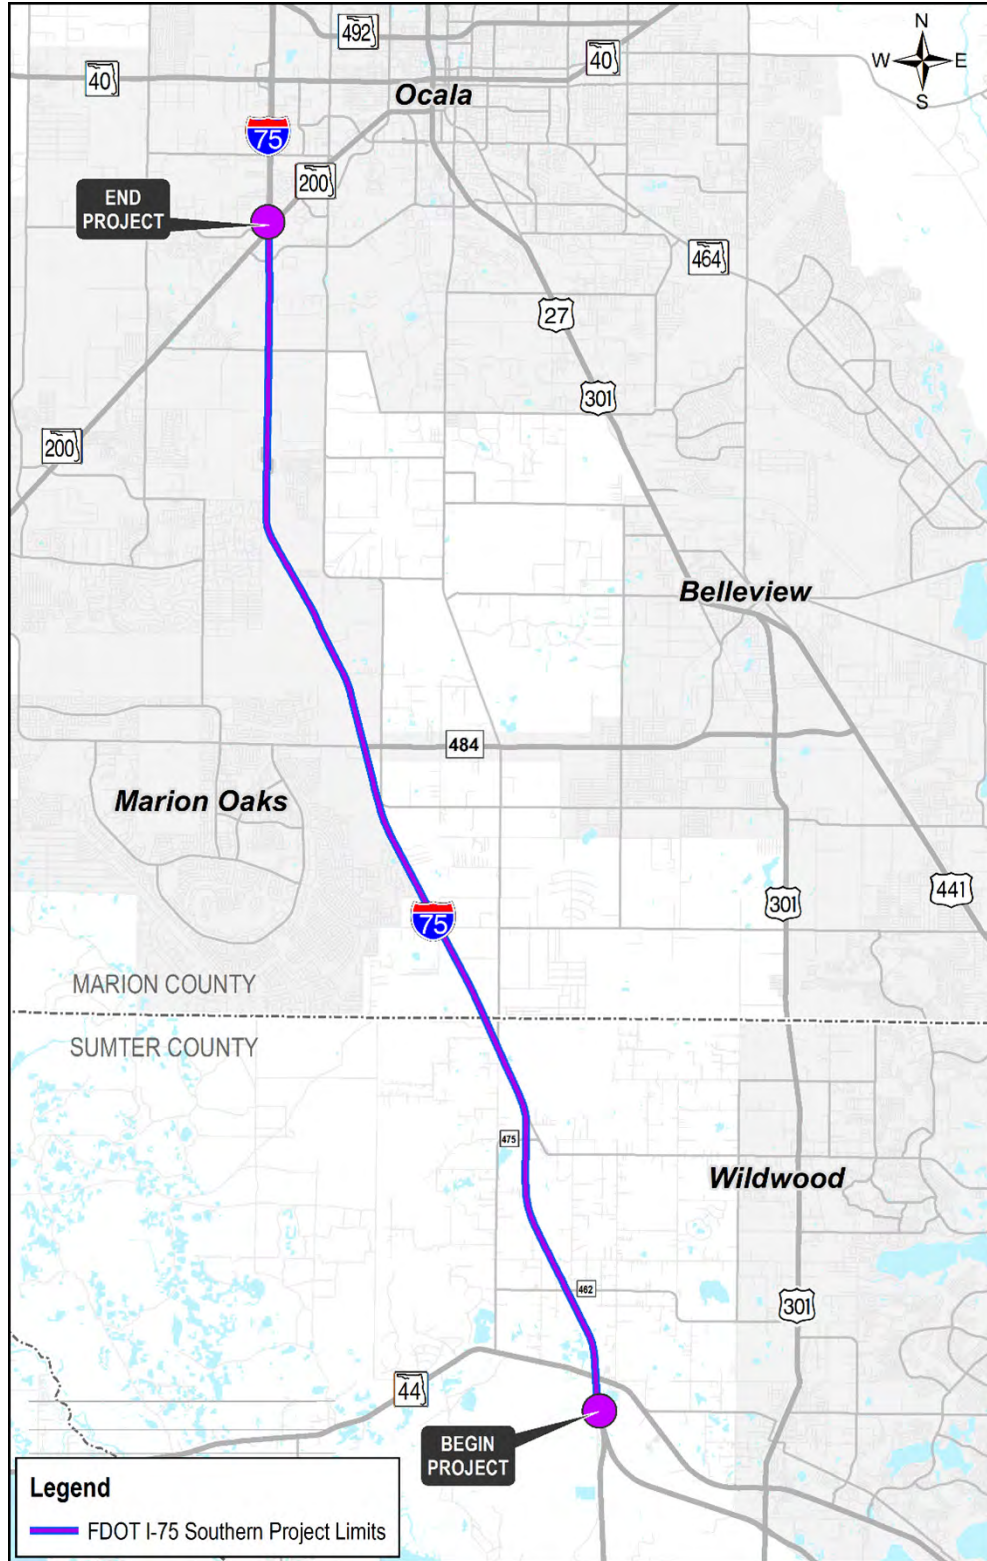 492
N
40
40
W
E
Ocala
S
75
200
END
PROJECT
464
27
301
200
Belleview
484
Marion Oaks
441
301
75
MARION COUNTY
SUMTER COUNTY
475
Wildwood
462
301
44
BEGIN
PROJECT
Legend
FDOT I-75 Southern Project Limits